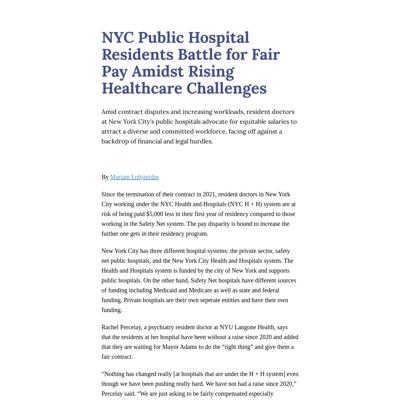 NYC Public Hospital
Residents Battle for Fair
Pay Amidst Rising
Healthcare Challenges
Amid contract disputes and increasing workloads, resident doctors
at New York City's public hospitals advocate for equitable salaries to
attract a diverse and committed workforce, facing off against a
backdrop of financial and legal hurdles.
By Mariam Lobjanidze
Since the termination of their contract in 2021, resident doctors in New York
City working under the NYC Health and Hospitals (NYC H + H) system are at
risk of being paid $5,000 less in their first year of residency compared to those
working in the Safety Net system. The pay disparity is bound to increase the
further one gets in their residency program.
New York City has three different hospital systems: the private sector, safety
net public hospitals, and the New York City Health and Hospitals system. The
Health and Hospitals system is funded by the city of New York and supports
public hospitals. On the other hand, Safety Net hospitals have different sources
of funding including Medicaid and Medicare as well as state and federal
funding. Private hospitals are their own seperate entities and have their own
funding.
Rachel Percelay, a psychiatry resident doctor at NYU Langone Health, says
that the residents at her hospital have been without a raise since 2020 and added
that they are waiting for Mayor Adams to do the “right thing” and give them a
fair contract.
“Nothing has changed really [at hospitals that are under the H + H system] even
though we have been pushing really hard. We have not had a raise since 2020,”
Percelay said. “We are just asking to be fairly compensated especially